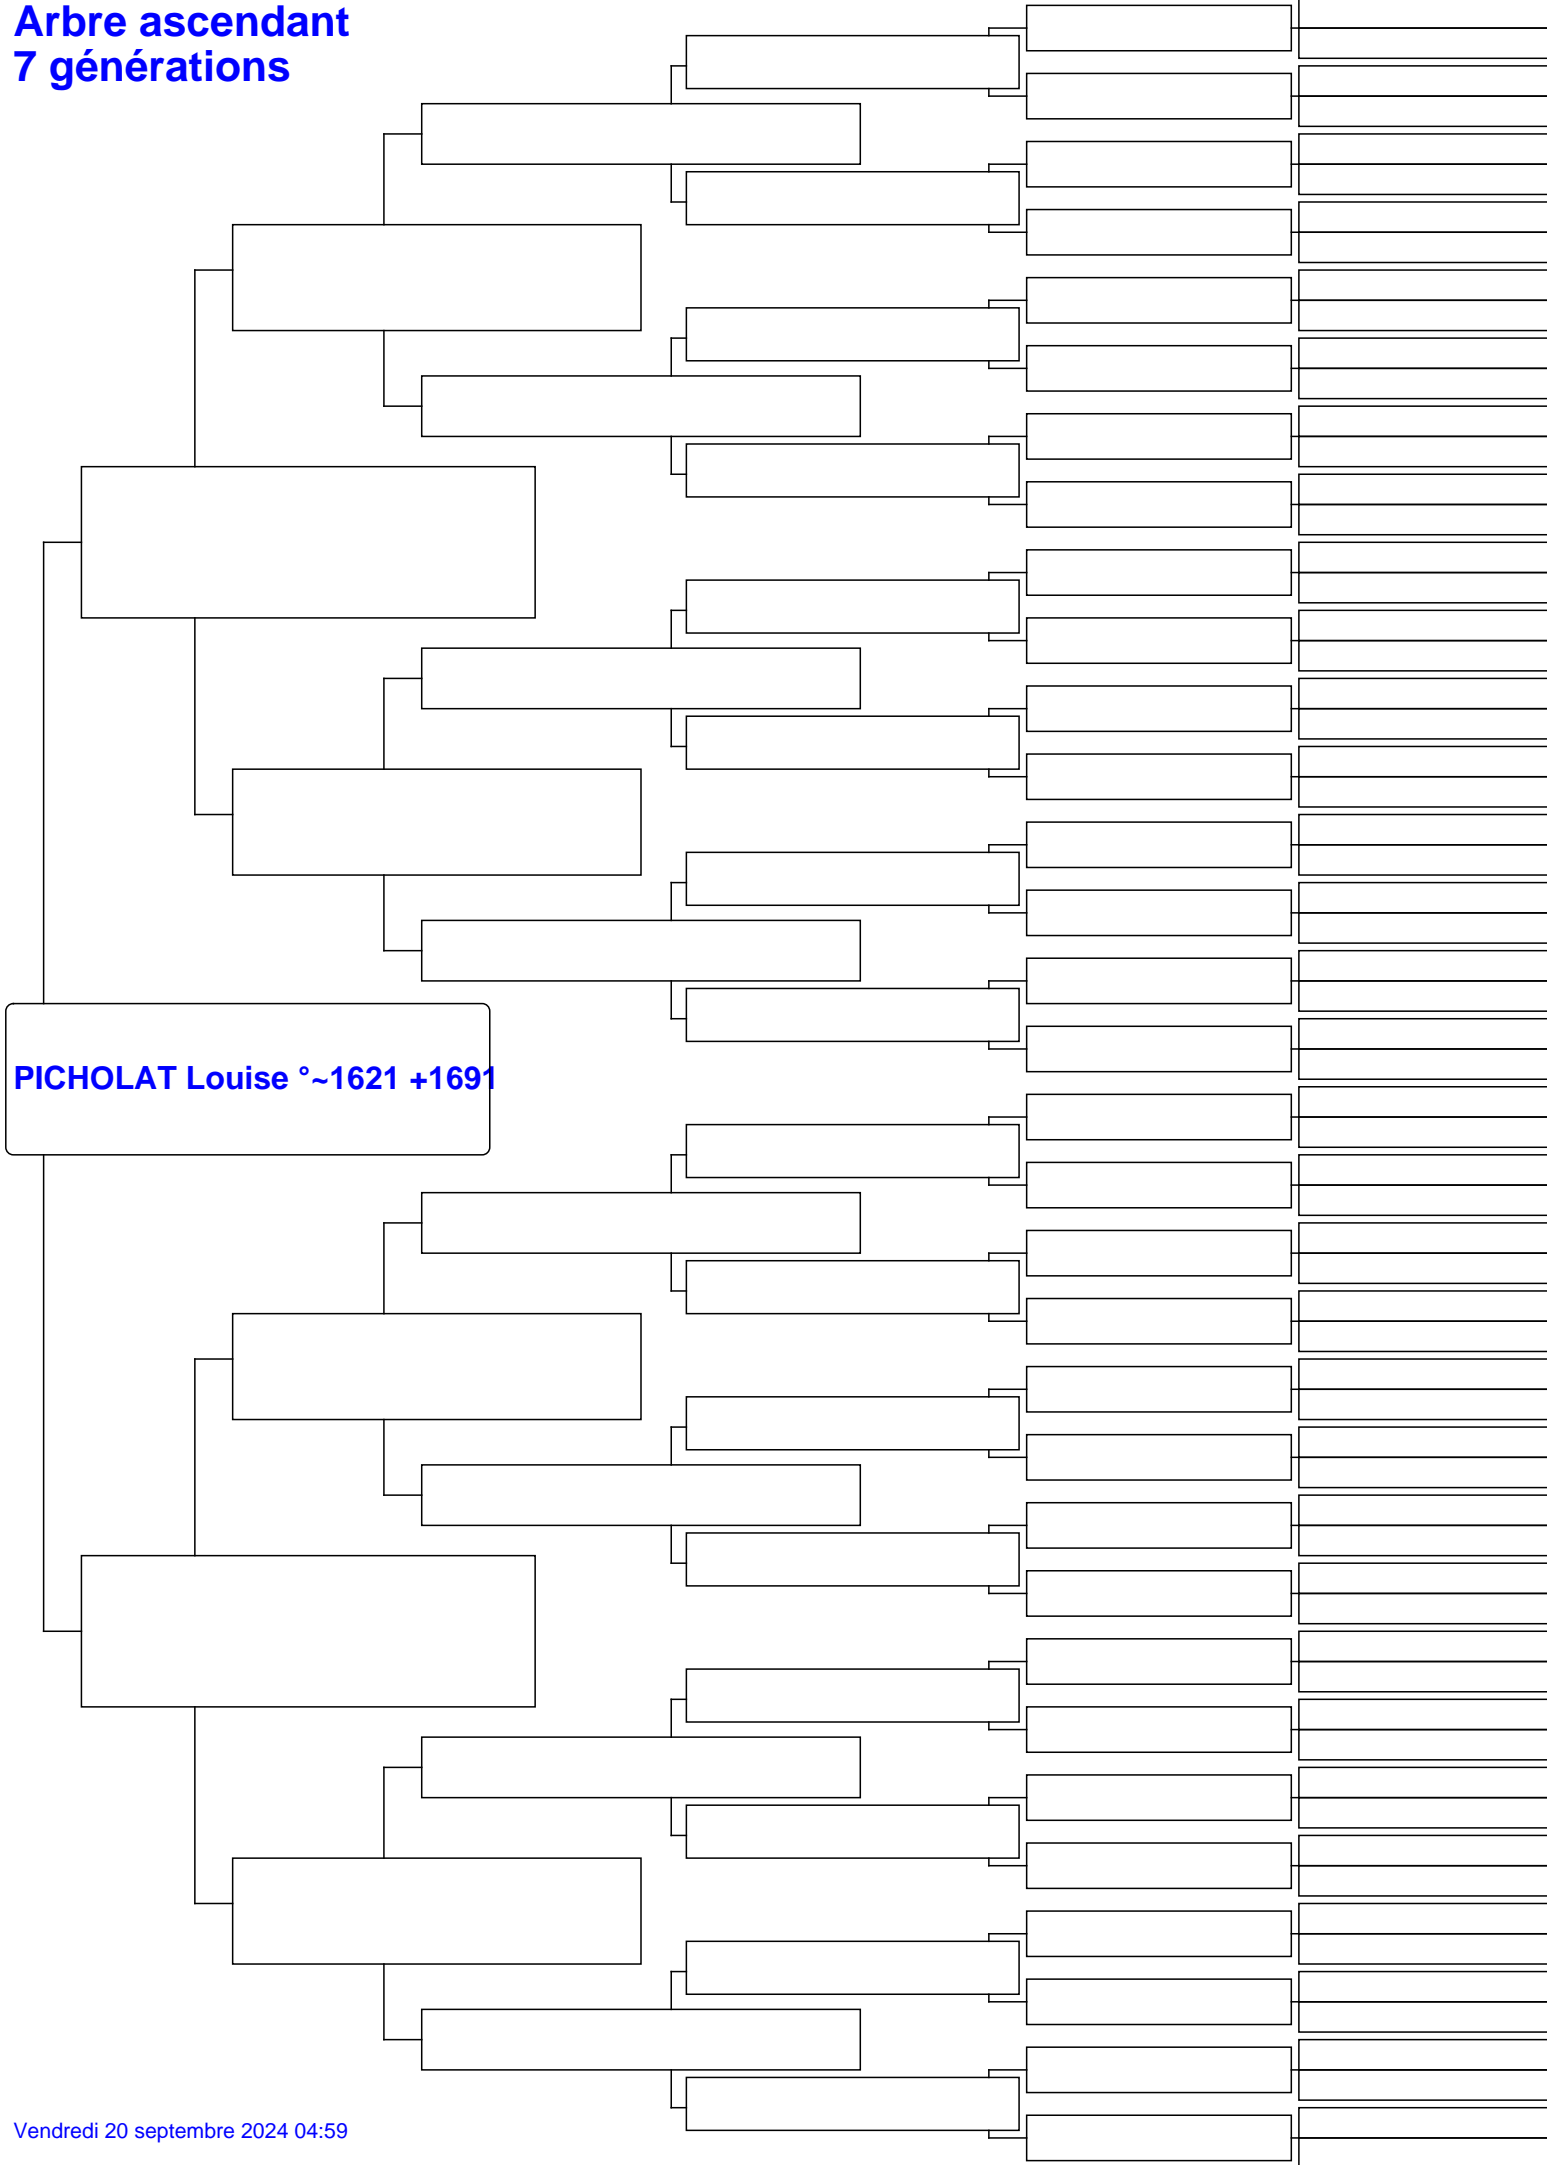 Arbre ascendant
7 générations
PICHOLAT Louise °~1621 +1691
Vendredi 20 septembre 2024 04:59